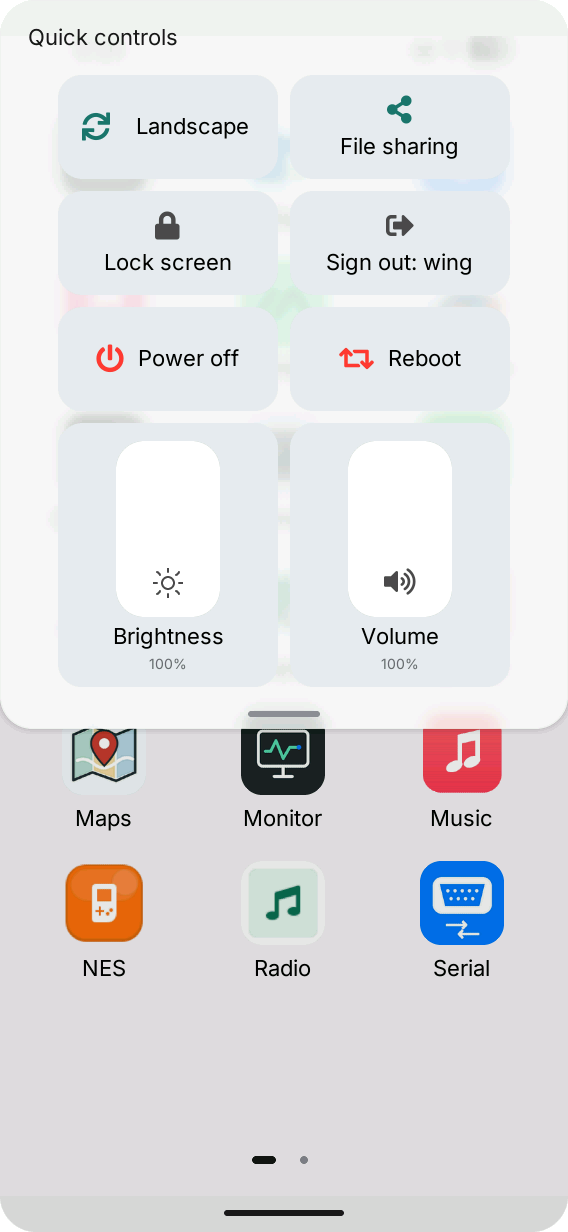 Quick controls
Landscape
File sharing
Lock screen
Sign out: wing
Power off
Reboot
Brightness
100%
Volume
100%
Maps
Monitor
Music
NES
Radio
Serial